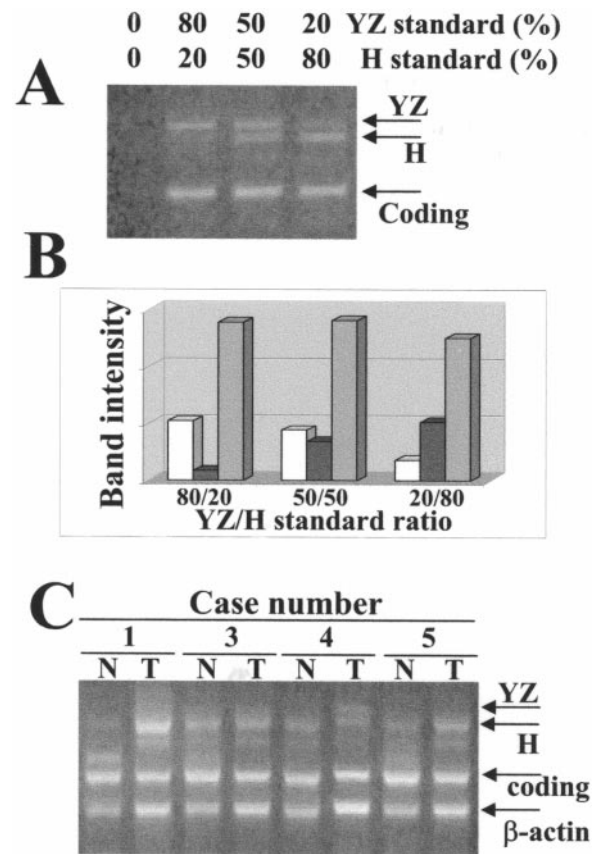 0 80 50 20 YZ standard (%)
0 20 50 80 H standard (%)
A
YZ
H
Coding
B
Band intensity
80/20 50/50 20/80
YZ/H standard ratio
C
Case number
1 3 4 5
N T N T N T N T
YZ
H
coding
β-actin